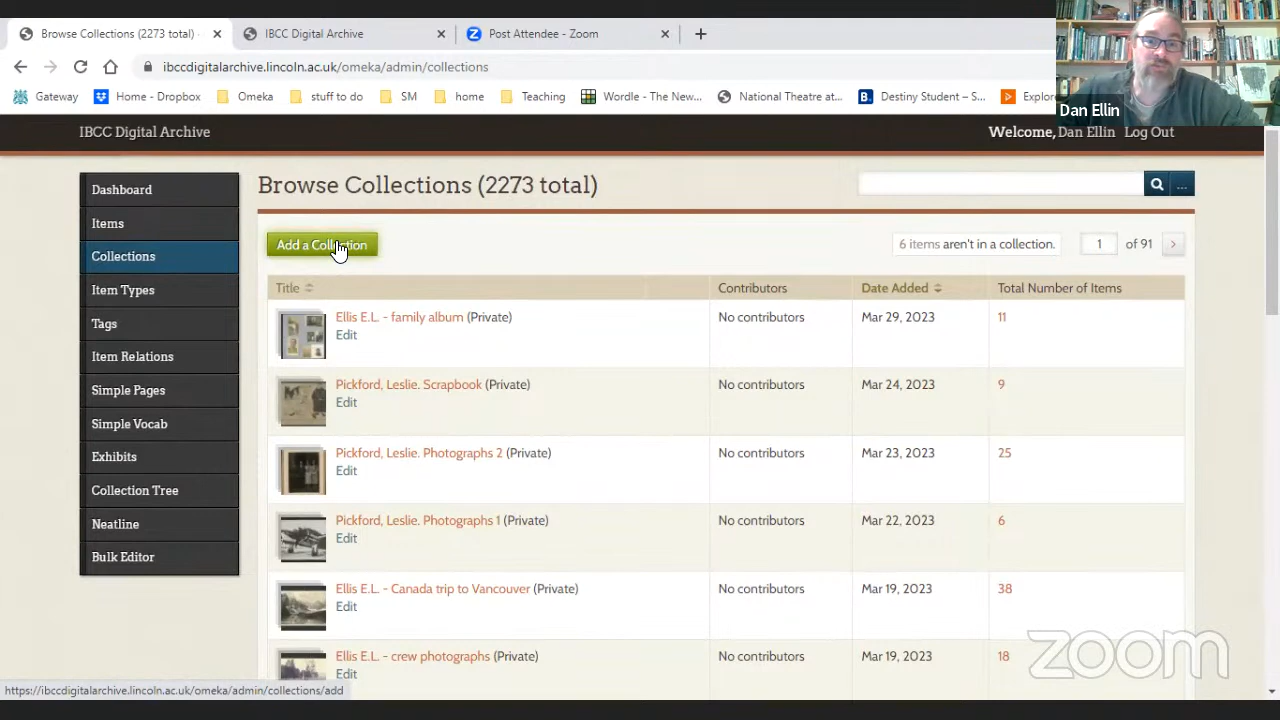 Browse Collections (2273 total)
IBCC Digital Archive
Post Attendee - Zoom
ibccdigitalarchive.lincoln.ac.uk/omeka/admin/collections
Gateway
Home - Dropbox
Omeka
stuff to do
SM
home
Teaching
Wordle - The New...
National Theatre at...
Destiny Student – S...
Explor
Dan Ellin
IBCC Digital Archive
Welcome, Dan Ellin Log Out
Dashboard
Items
Collections
Item Types
Tags
Item Relations
Simple Pages
Simple Vocab
Exhibits
Collection Tree
Neatline
Bulk Editor
Browse Collections (2273 total)
...
Add a Collection
6 items aren't in a collection.
1 of 91
Title Contributors Date Added Total Number of Items
Ellis E.L. - family album (Private) No contributors Mar 29, 2023 11
Edit
Pickford, Leslie. Scrapbook (Private) No contributors Mar 24, 2023 9
Edit
Pickford, Leslie. Photographs 2 (Private) No contributors Mar 23, 2023 25
Edit
Pickford, Leslie. Photographs 1 (Private) No contributors Mar 22, 2023 6
Edit
Ellis E.L. - Canada trip to Vancouver (Private) No contributors Mar 19, 2023 38
Edit
Ellis E.L. - crew photographs (Private) No contributors Mar 19, 2023 18
Edit
https://ibccdigitalarchive.lincoln.ac.uk/omeka/admin/collections/add
zoom